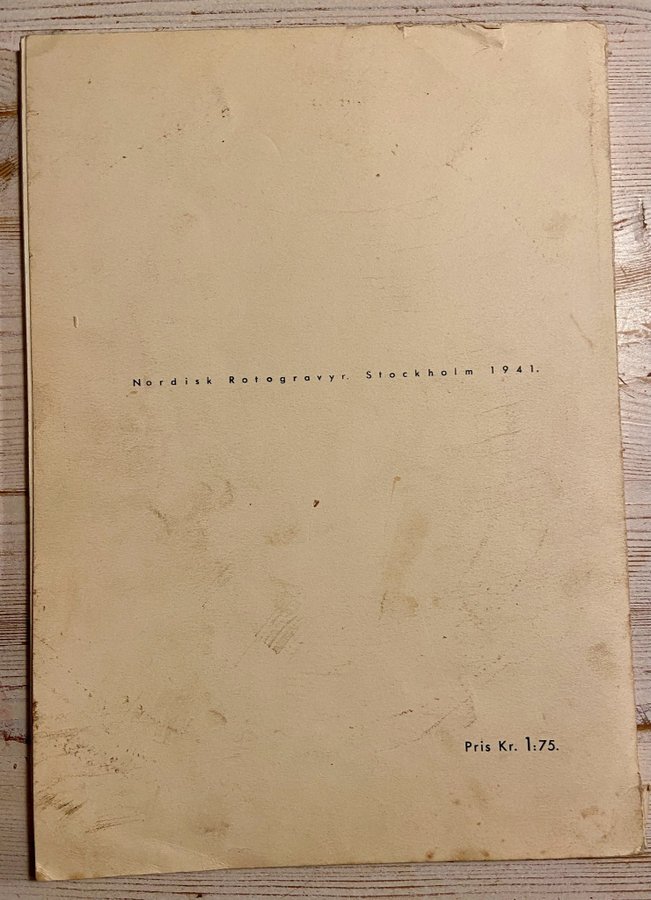 Nordisk Rotogravyr. Stockholm 1941.
Pris Kr. 1:75.